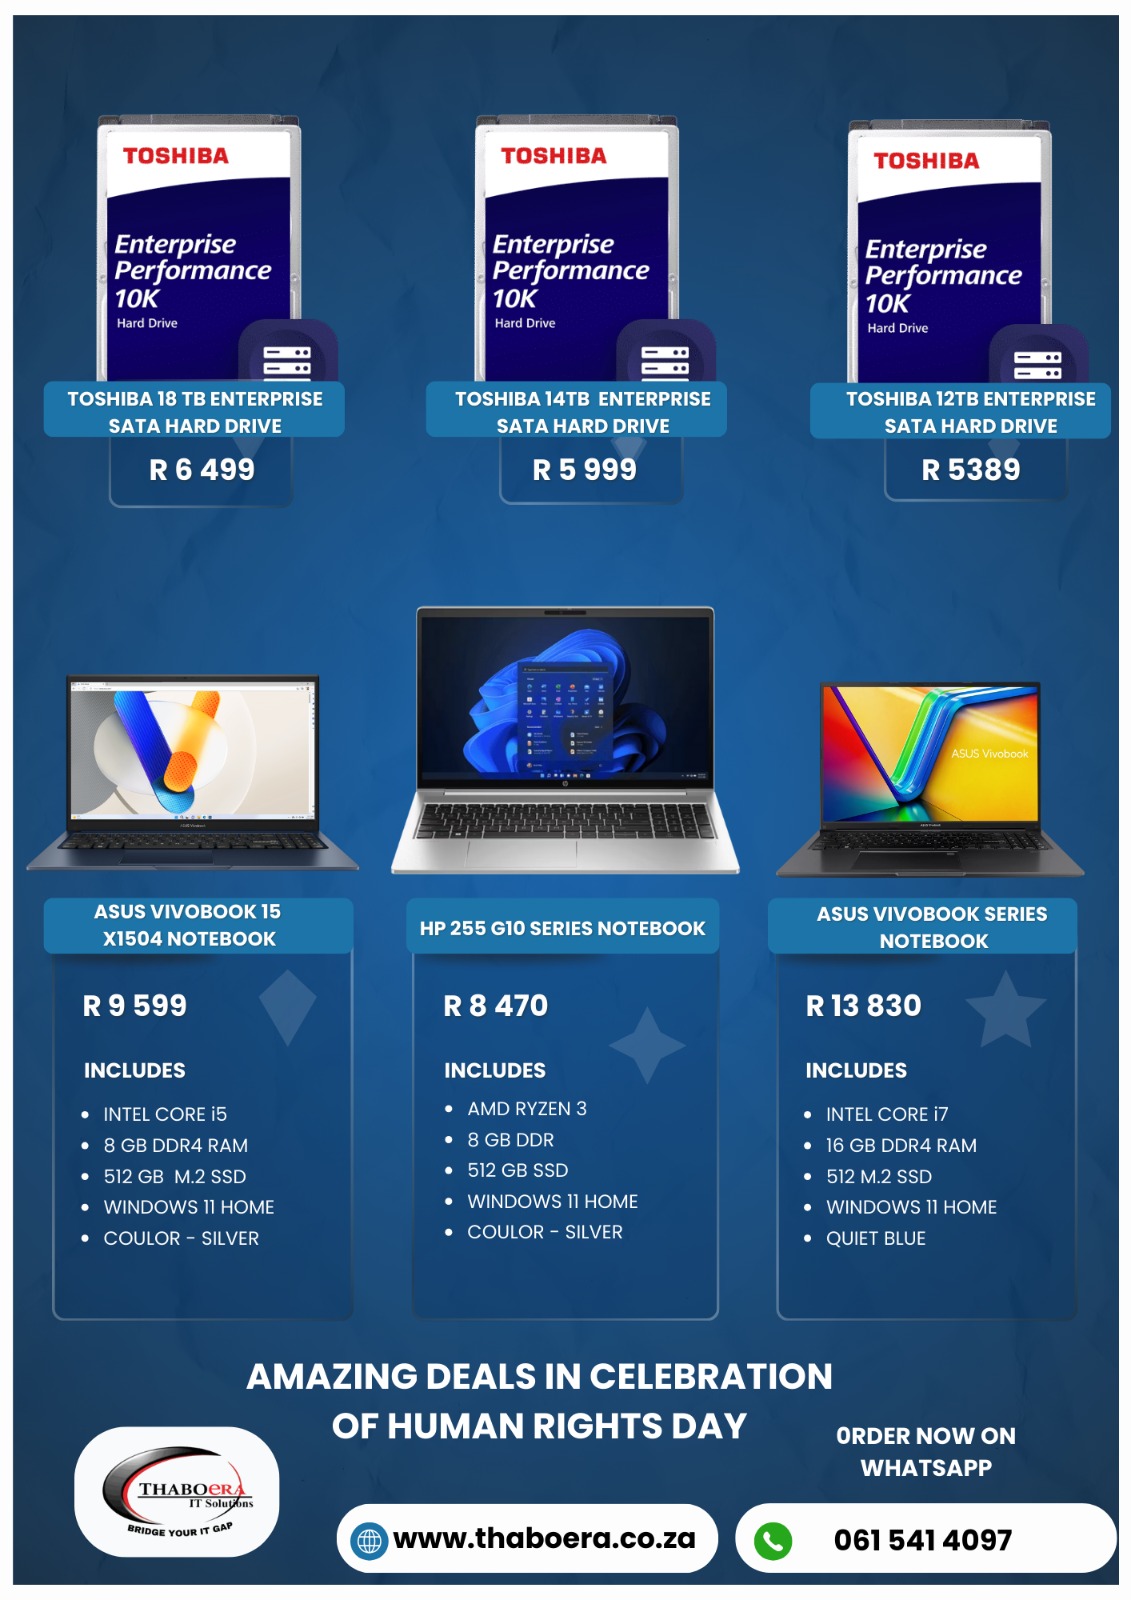 TOSHIBA
Enterprise
Performance
10K
Hard Drive
TOSHIBA 18 TB ENTERPRISE
SATA HARD DRIVE
R 6 499
TOSHIBA
Enterprise
Performance
10K
Hard Drive
TOSHIBA 14TB ENTERPRISE
SATA HARD DRIVE
R 5 999
TOSHIBA
Enterprise
Performance
10K
Hard Drive
TOSHIBA 12TB ENTERPRISE
SATA HARD DRIVE
R 5389
ASUS VIVOBOOK 15
X1504 NOTEBOOK
R 9 599
INCLUDES
• INTEL CORE i5
• 8 GB DDR4 RAM
• 512 GB M.2 SSD
• WINDOWS 11 HOME
• COULOR - SILVER
HP 255 G10 SERIES NOTEBOOK
R 8 470
INCLUDES
• AMD RYZEN 3
• 8 GB DDR
• 512 GB SSD
• WINDOWS 11 HOME
• COULOR - SILVER
ASUS Vivobook
ASUS VIVOBOOK SERIES
NOTEBOOK
R 13 830
INCLUDES
• INTEL CORE i7
• 16 GB DDR4 RAM
• 512 M.2 SSD
• WINDOWS 11 HOME
• QUIET BLUE
AMAZING DEALS IN CELEBRATION
OF HUMAN RIGHTS DAY
0RDER NOW ON
WHATSAPP
THABOERA
IT Solutions
BRIDGE YOUR IT GAP
www.thaboera.co.za
061 541 4097